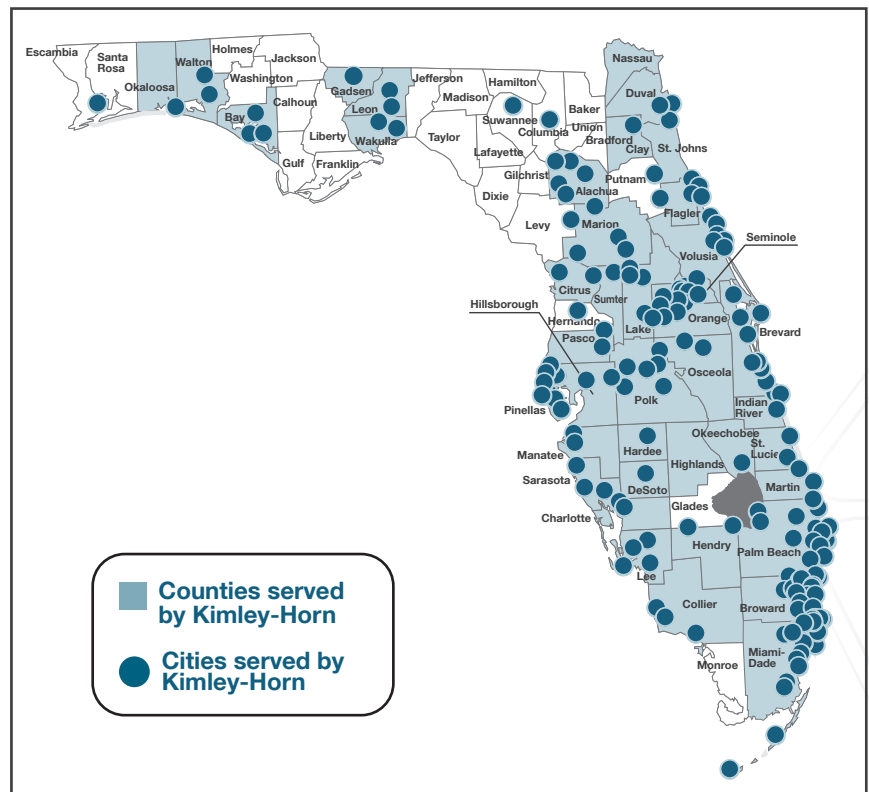 Escambia
Santa
Rosa
Okaloosa
Walton
Holmes
Jackson
Washington
Bay
Calhoun
Gulf
Liberty
Franklin
Gadsen
Leon
Wakulla
Jefferson
Madison
Taylor
Hamilton
Suwannee
Lafayette
Dixie
Columbia
Baker
Union
Bradford
Nassau
Duval
Clay
St. Johns
Gilchrist
Alachua
Putnam
Flagler
Levy
Marion
Volusia
Seminole
Citrus
Sumter
Hillsborough
Hernando
Lake
Orange
Brevard
Pasco
Osceola
Pinellas
Polk
Indian
River
Manatee
Hardee
Okeechobee
St.
Lucie
Highlands
Sarasota
DeSoto
Martin
Glades
Charlotte
Hendry
Palm Beach
Lee
Collier
Broward
Monroe
Miami-
Dade
Counties served
by Kimley-Horn
Cities served by
Kimley-Horn